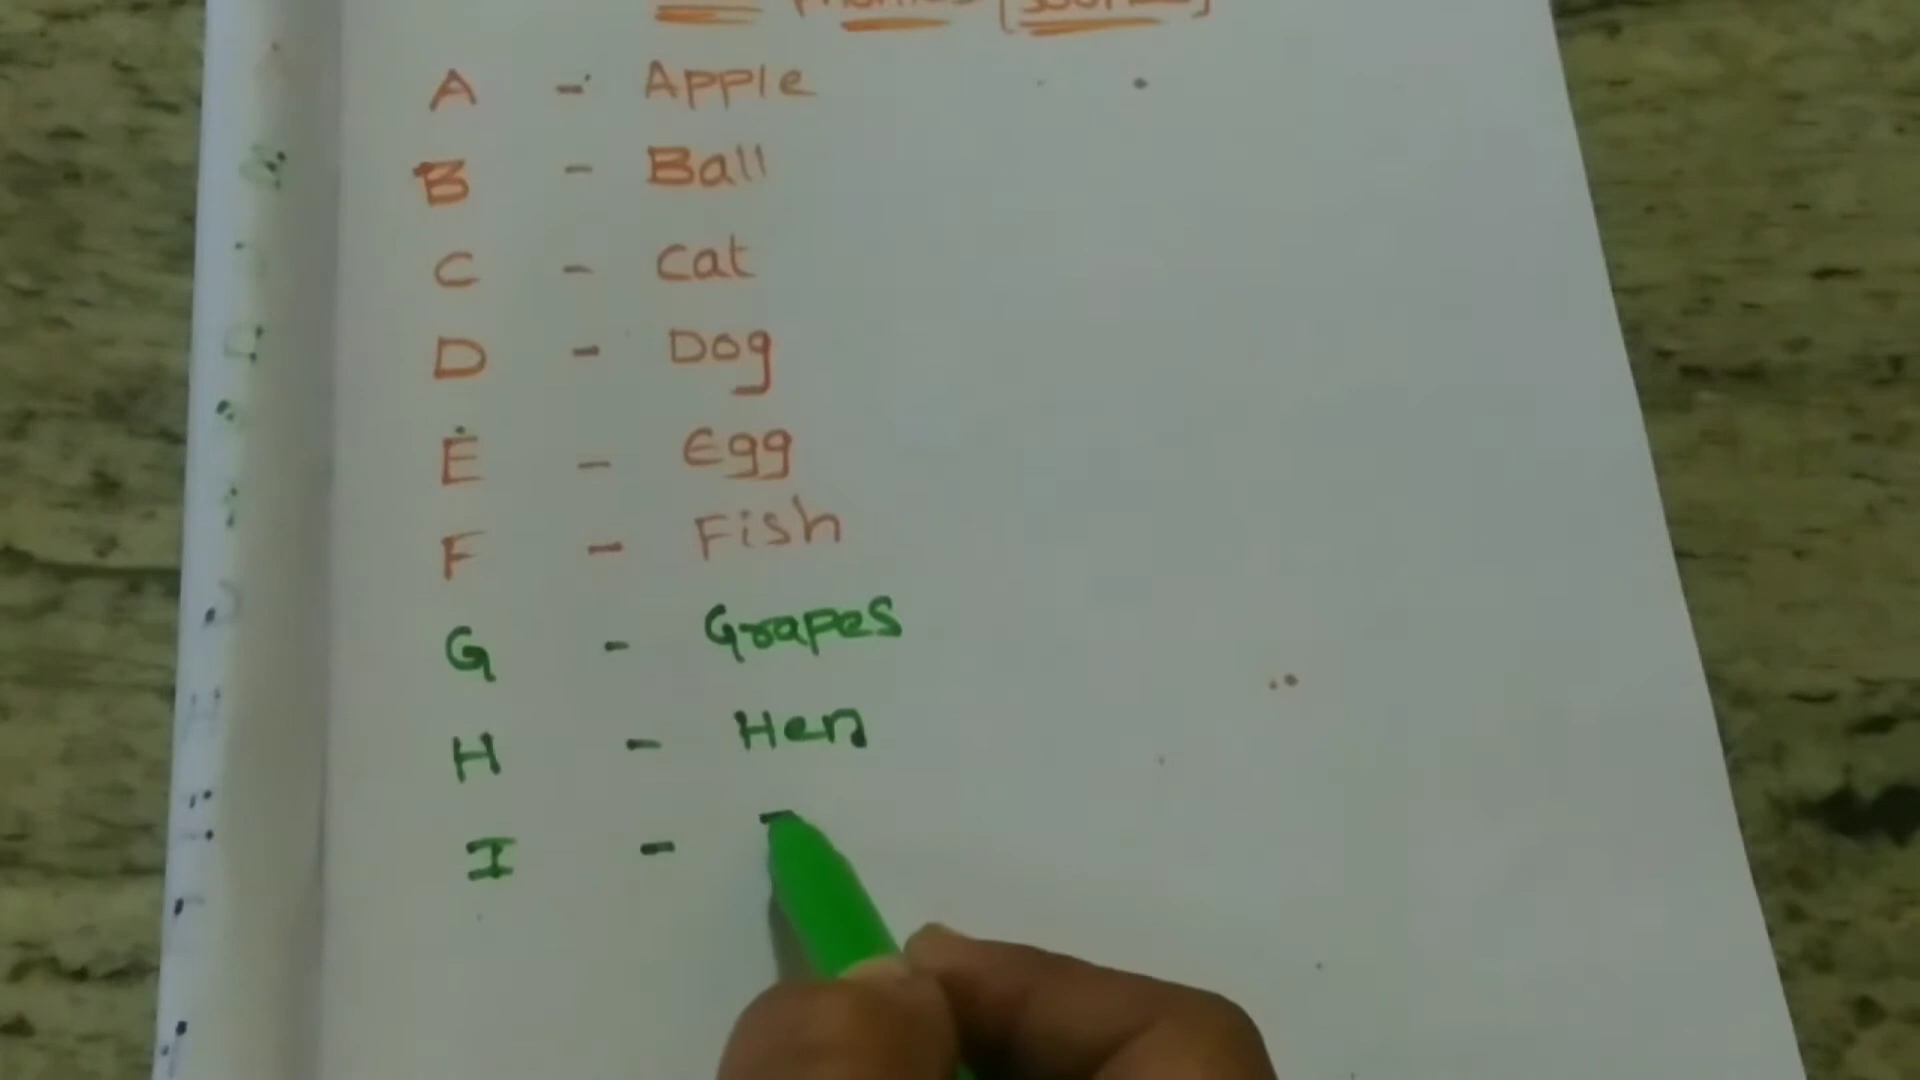 A - Apple
B - Ball
C - Cat
D - Dog
E - Egg
F - Fish
G - Grapes
H - Hen
I -